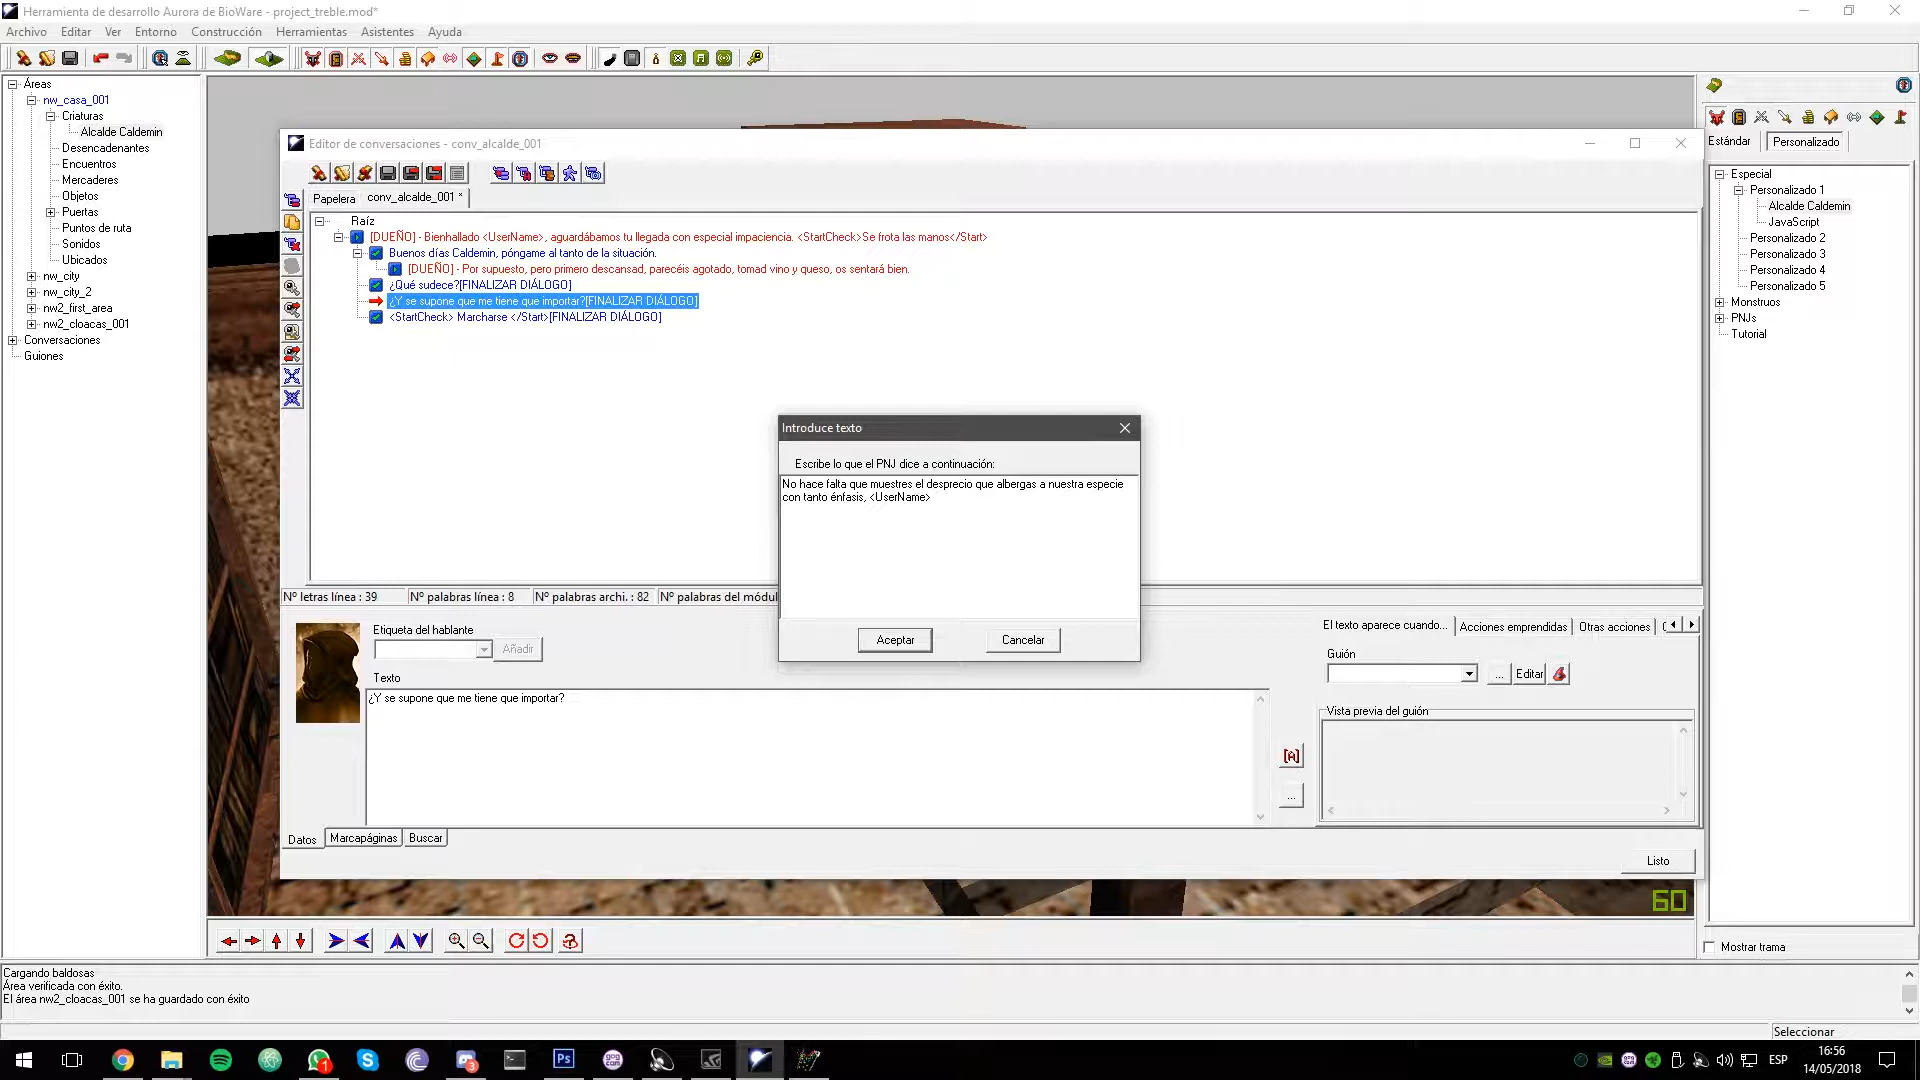 Herramienta de desarrollo Aurora de BioWare - project_treble.mod*
Archivo Editar Ver Entorno Construcción Herramientas Asistentes Ayuda
Áreas
nw_casa_001
Criaturas
Alcalde Caldemin
Desencadenantes
Encuentros
Mercaderes
Objetos
Puertas
Puntos de ruta
Sonidos
Ubicados
nw_city
nw_city_2
nw2_first_area
nw2_cloacas_001
Conversaciones
Guiones
Editor de conversaciones - conv_alcalde_001
Papelera conv_alcalde_001 *
Raíz
[DUEÑO] - Bienhallado <UserName>, aguardábamos tu llegada con especial impaciencia. <StartCheck>Se frota las manos</Start>
Buenos días Caldemin, póngame al tanto de la situación.
[DUEÑO] - Por supuesto, pero primero descansad, parecéis agotado, tomad vino y queso, os sentará bien.
¿Qué sudece?[FINALIZAR DIÁLOGO]
¿Y se supone que me tiene que importar?[FINALIZAR DIÁLOGO]
<StartCheck> Marcharse </Start>[FINALIZAR DIÁLOGO]
Introduce texto
Escribe lo que el PNJ dice a continuación:
No hace falta que muestres el desprecio que albergas a nuestra especie
con tanto énfasis, <UserName>
Aceptar Cancelar
Nº letras línea : 39 Nº palabras línea : 8 Nº palabras archi. : 82 Nº palabras del módul
Etiqueta del hablante
Añadir
Texto
¿Y se supone que me tiene que importar?
[A]
...
El texto aparece cuando... Acciones emprendidas Otras acciones
Guión
... Editar
Vista previa del guión
Datos Marcapáginas Buscar
Listo
60
Estándar Personalizado
Especial
Personalizado 1
Alcalde Caldemin
JavaScript
Personalizado 2
Personalizado 3
Personalizado 4
Personalizado 5
Monstruos
PNJs
Tutorial
Mostrar trama
Cargando baldosas
Área verificada con éxito.
El área nw2_cloacas_001 se ha guardado con éxito
Seleccionar
1
3
Ps
gog
com
ESP
16:56
14/05/2018